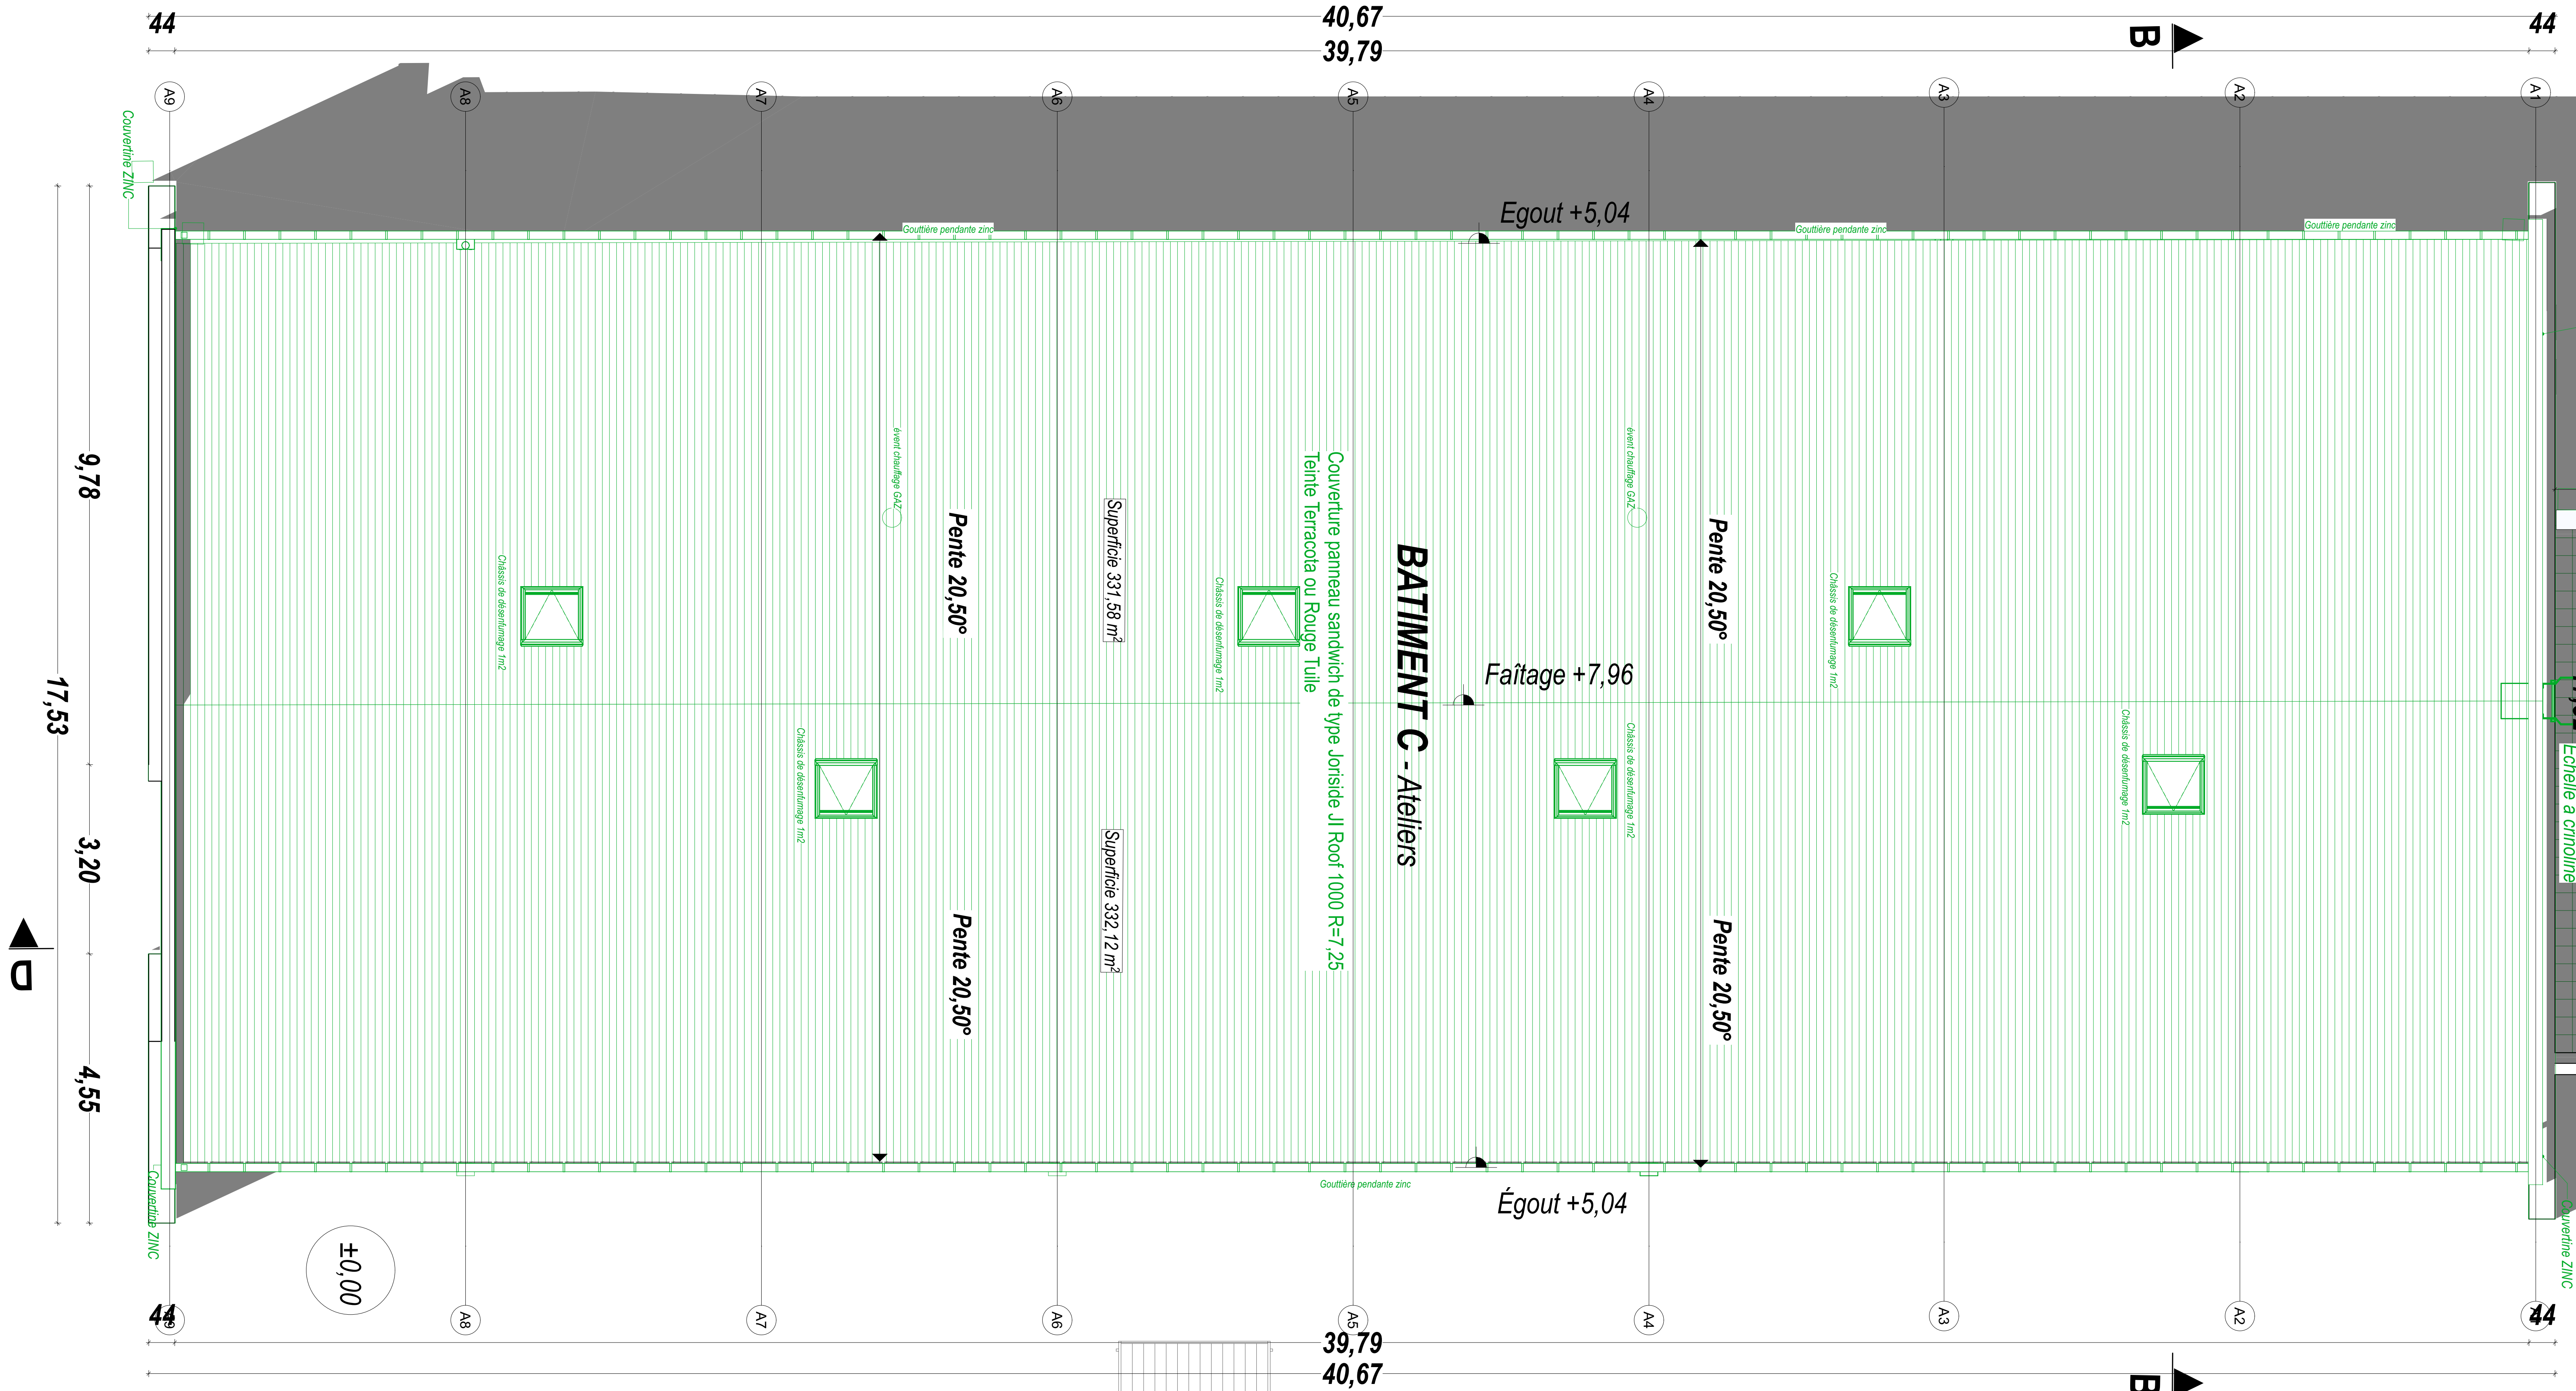 44
40,67
39,79
B
44
A9
A8
A7
A6
A5
A4
A3
A2
A1
Couvertine ZINC
Egout +5,04
Gouttière pendante zinc
Gouttière pendante zinc
Gouttière pendante zinc
évent chauffage GAZ
évent chauffage GAZ
9,78
17,53
3,20
4,55
D
Pente 20,50°
Superficie 331,58 m²
Couverture panneau sandwich de type Joriside JI Roof 1000 R=7,25
Teinte Terracota ou Rouge Tuile
BATIMENT C - Ateliers
Pente 20,50°
Châssis de désenfumage 1m2
Châssis de désenfumage 1m2
Châssis de désenfumage 1m2
Faîtage +7,96
Châssis de désenfumage 1m2
Châssis de désenfumage 1m2
Châssis de désenfumage 1m2
Echelle a crinoline
Pente 20,50°
Superficie 332,12 m²
Pente 20,50°
Gouttière pendante zinc
Égout +5,04
Couvertine ZINC
Couvertine ZINC
±0,00
44
A9
A8
A7
A6
A5
A4
A3
A2
44
39,79
40,67
B